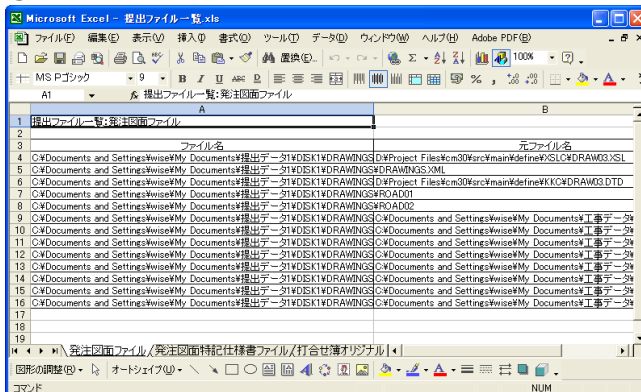 Microsoft Excel - 提出ファイル一覧.xls
ファイル(F) 編集(E) 表示(V) 挿入(I) 書式(O) ツール(T) データ(D) ウィンドウ(W) ヘルプ(H) Adobe PDF(B)
置換(E)... 100%
MS Pゴシック 9 B I U ABC
A1 fx 提出ファイル一覧:発注図面ファイル
A B
1 提出ファイル一覧:発注図面ファイル
2
3 ファイル名 元ファイル名
4 C:¥Documents and Settings¥wise¥My Documents¥提出データ1¥DISK1¥DRAWINGS D:¥Project Files¥cm30¥src¥main¥define¥XSLC¥DRAW03.XSL
5 C:¥Documents and Settings¥wise¥My Documents¥提出データ1¥DISK1¥DRAWINGS¥DRAWINGS.XML
6 C:¥Documents and Settings¥wise¥My Documents¥提出データ1¥DISK1¥DRAWINGS D:¥Project Files¥cm30¥src¥main¥define¥KKC¥DRAW03.DTD
7 C:¥Documents and Settings¥wise¥My Documents¥提出データ1¥DISK1¥DRAWINGS¥ROAD01
8 C:¥Documents and Settings¥wise¥My Documents¥提出データ1¥DISK1¥DRAWINGS¥ROAD02
9 C:¥Documents and Settings¥wise¥My Documents¥提出データ1¥DISK1¥DRAWINGS C:¥Documents and Settings¥wise¥My Documents¥工事データ¥
10 C:¥Documents and Settings¥wise¥My Documents¥提出データ1¥DISK1¥DRAWINGS C:¥Documents and Settings¥wise¥My Documents¥工事データ¥
11 C:¥Documents and Settings¥wise¥My Documents¥提出データ1¥DISK1¥DRAWINGS C:¥Documents and Settings¥wise¥My Documents¥工事データ¥
12 C:¥Documents and Settings¥wise¥My Documents¥提出データ1¥DISK1¥DRAWINGS C:¥Documents and Settings¥wise¥My Documents¥工事データ¥
13 C:¥Documents and Settings¥wise¥My Documents¥提出データ1¥DISK1¥DRAWINGS C:¥Documents and Settings¥wise¥My Documents¥工事データ¥
14 C:¥Documents and Settings¥wise¥My Documents¥提出データ1¥DISK1¥DRAWINGS C:¥Documents and Settings¥wise¥My Documents¥工事データ¥
15 C:¥Documents and Settings¥wise¥My Documents¥提出データ1¥DISK1¥DRAWINGS C:¥Documents and Settings¥wise¥My Documents¥工事データ¥
16 C:¥Documents and Settings¥wise¥My Documents¥提出データ1¥DISK1¥DRAWINGS C:¥Documents and Settings¥wise¥My Documents¥工事データ¥
17
18
19
発注図面ファイル/発注図面特記仕様書ファイル/打合せ簿オリジナル
図形の調整(R) オートシェイプ(U)
コマンド NUM